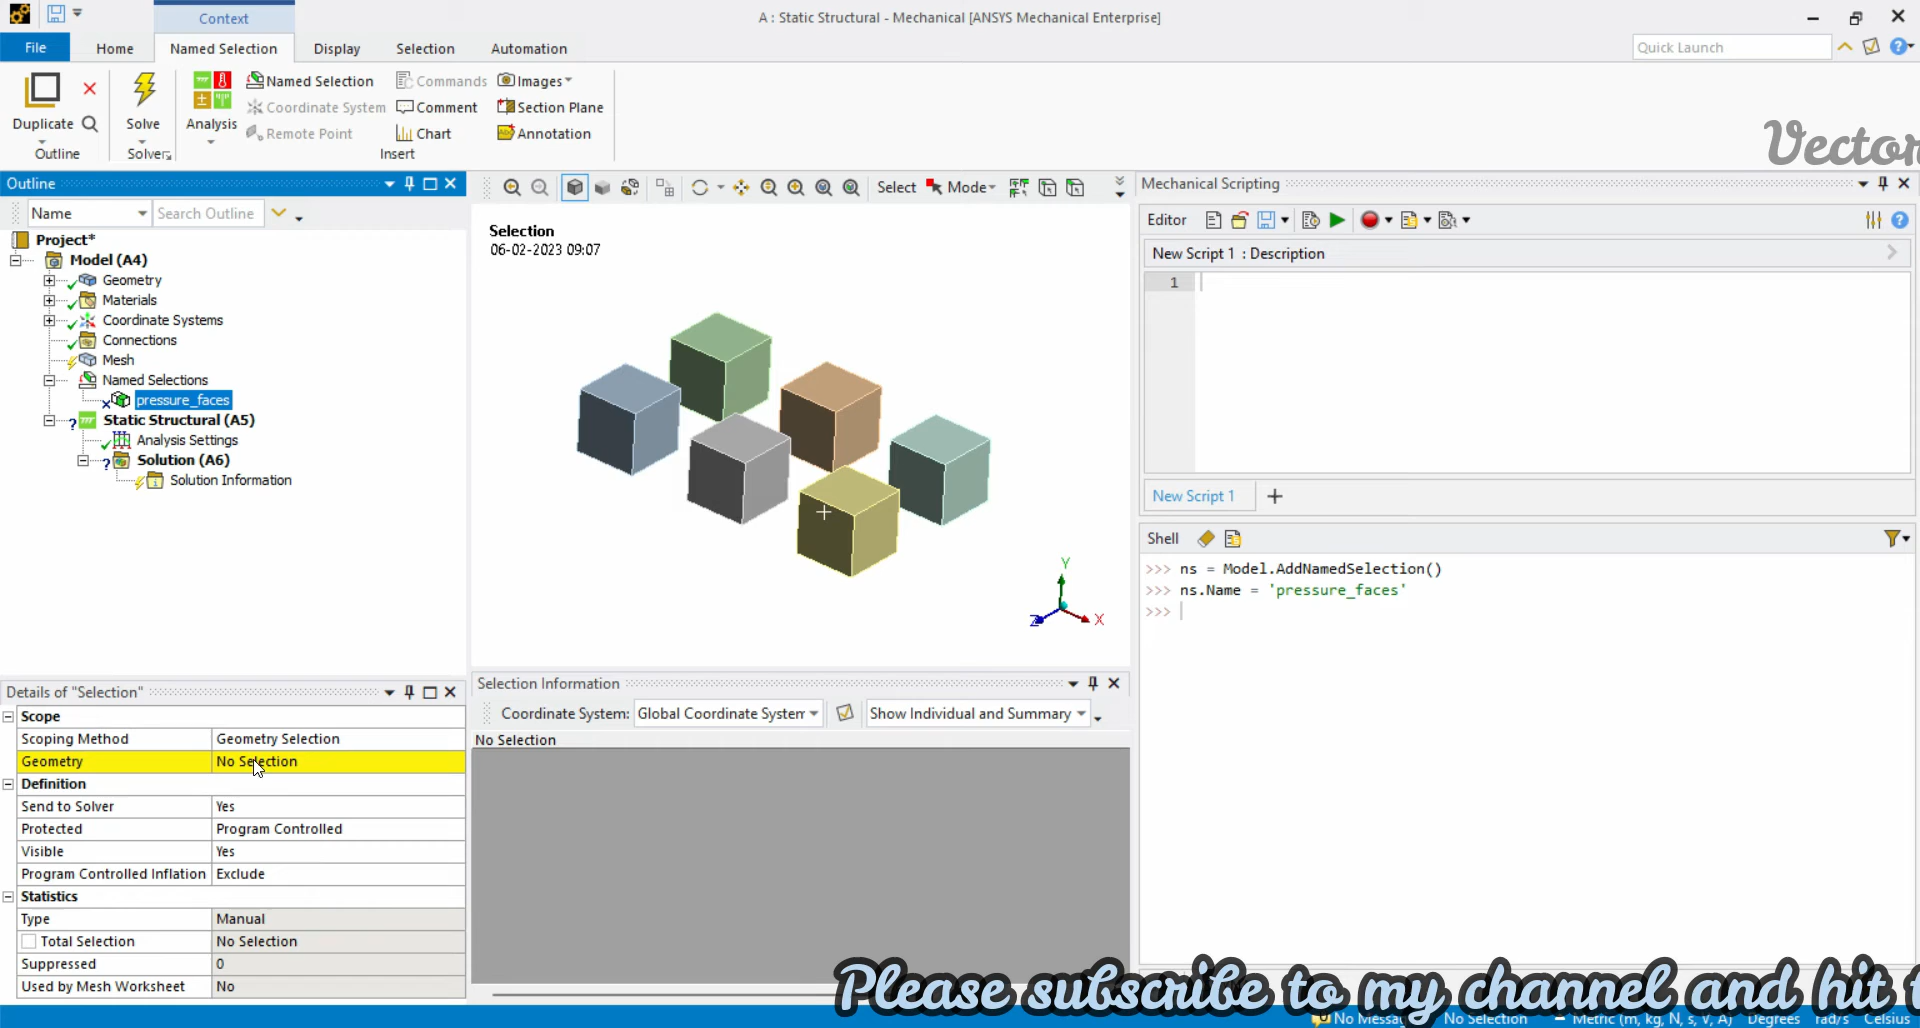 Context
A : Static Structural - Mechanical [ANSYS Mechanical Enterprise]
File
Home
Named Selection
Display
Selection
Automation
Quick Launch
Duplicate
Outline
Solve
Solver
Analysis
Named Selection
Coordinate System
Remote Point
Commands
Comment
Chart
Images
Section Plane
Annotation
Insert
Vector
Outline
Name
Search Outline
Project*
Model (A4)
Geometry
Materials
Coordinate Systems
Connections
Mesh
Named Selections
pressure_faces
Static Structural (A5)
Analysis Settings
Solution (A6)
Solution Information
Select
Mode
Selection
06-02-2023 09:07
Y
Z
X
Mechanical Scripting
Editor
New Script 1 : Description
1
New Script 1
Shell
>>> ns = Model.AddNamedSelection()
>>> ns.Name = 'pressure_faces'
>>>
Details of "Selection"
Scope
Scoping Method Geometry Selection
Geometry No Selection
Definition
Send to Solver Yes
Protected Program Controlled
Visible Yes
Program Controlled Inflation Exclude
Statistics
Type Manual
Total Selection No Selection
Suppressed 0
Used by Mesh Worksheet No
Selection Information
Coordinate System: Global Coordinate System
Show Individual and Summary
No Selection
Please subscribe to my channel and hit t
No Messa
No Selection
Metric (m, kg, N, s, V, A)
Degrees
rad/s
Celsius